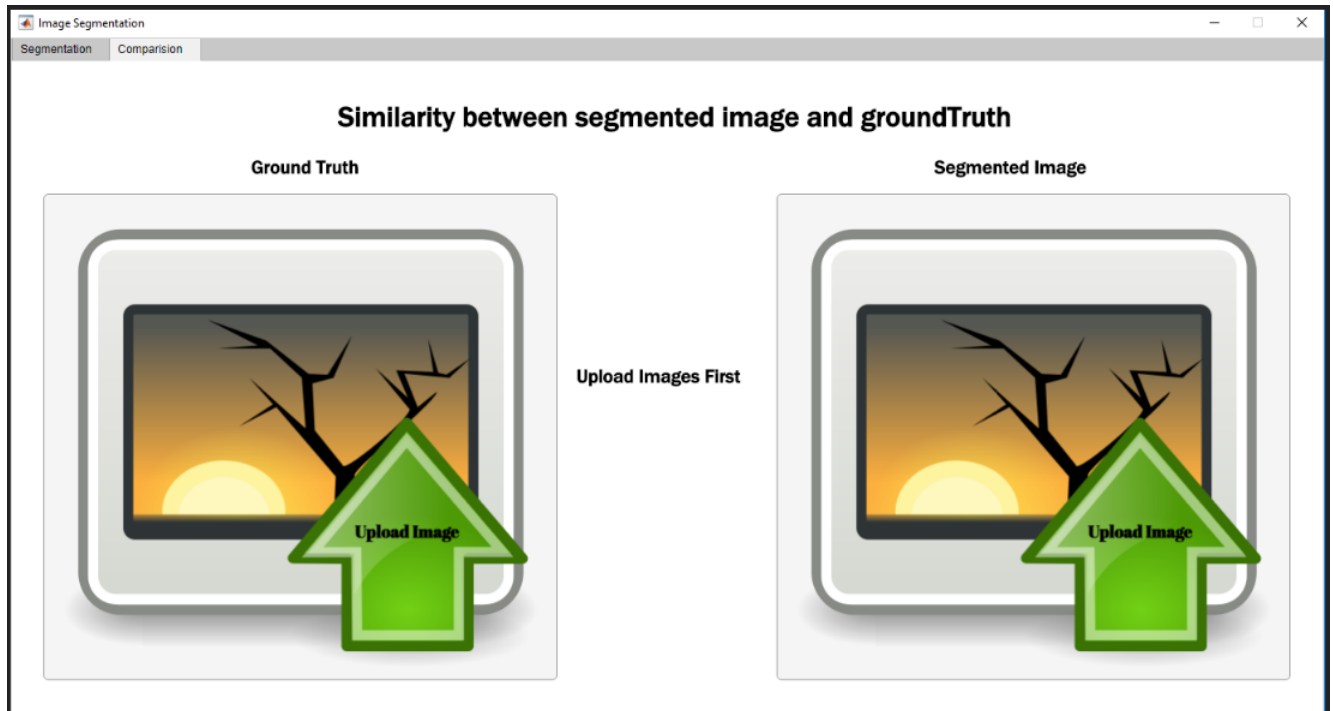 Image Segmentation
Segmentation Comparision
Similarity between segmented image and groundTruth
Ground Truth
Segmented Image
Upload Images First
Upload Image
Upload Image